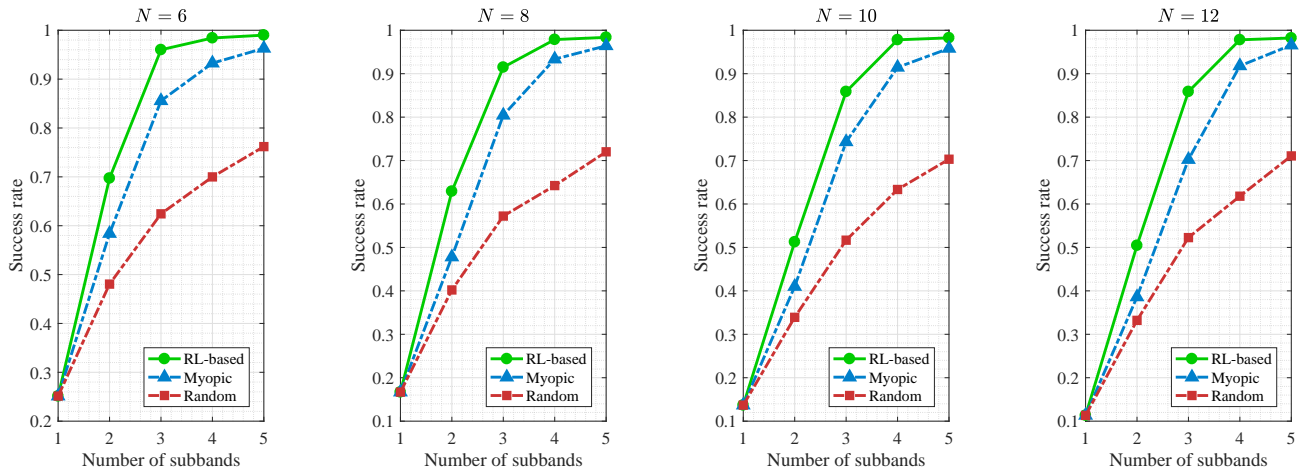 N = 6
1
0.9
0.8
0.7
0.6
0.5
0.4
0.3
0.2
Success rate
RL-based
Myopic
Random
1 2 3 4 5
Number of subbands
N = 8
1
0.9
0.8
0.7
0.6
0.5
0.4
0.3
0.2
0.1
Success rate
RL-based
Myopic
Random
1 2 3 4 5
Number of subbands
N = 10
1
0.9
0.8
0.7
0.6
0.5
0.4
0.3
0.2
0.1
Success rate
RL-based
Myopic
Random
1 2 3 4 5
Number of subbands
N = 12
1
0.9
0.8
0.7
0.6
0.5
0.4
0.3
0.2
0.1
Success rate
RL-based
Myopic
Random
1 2 3 4 5
Number of subbands